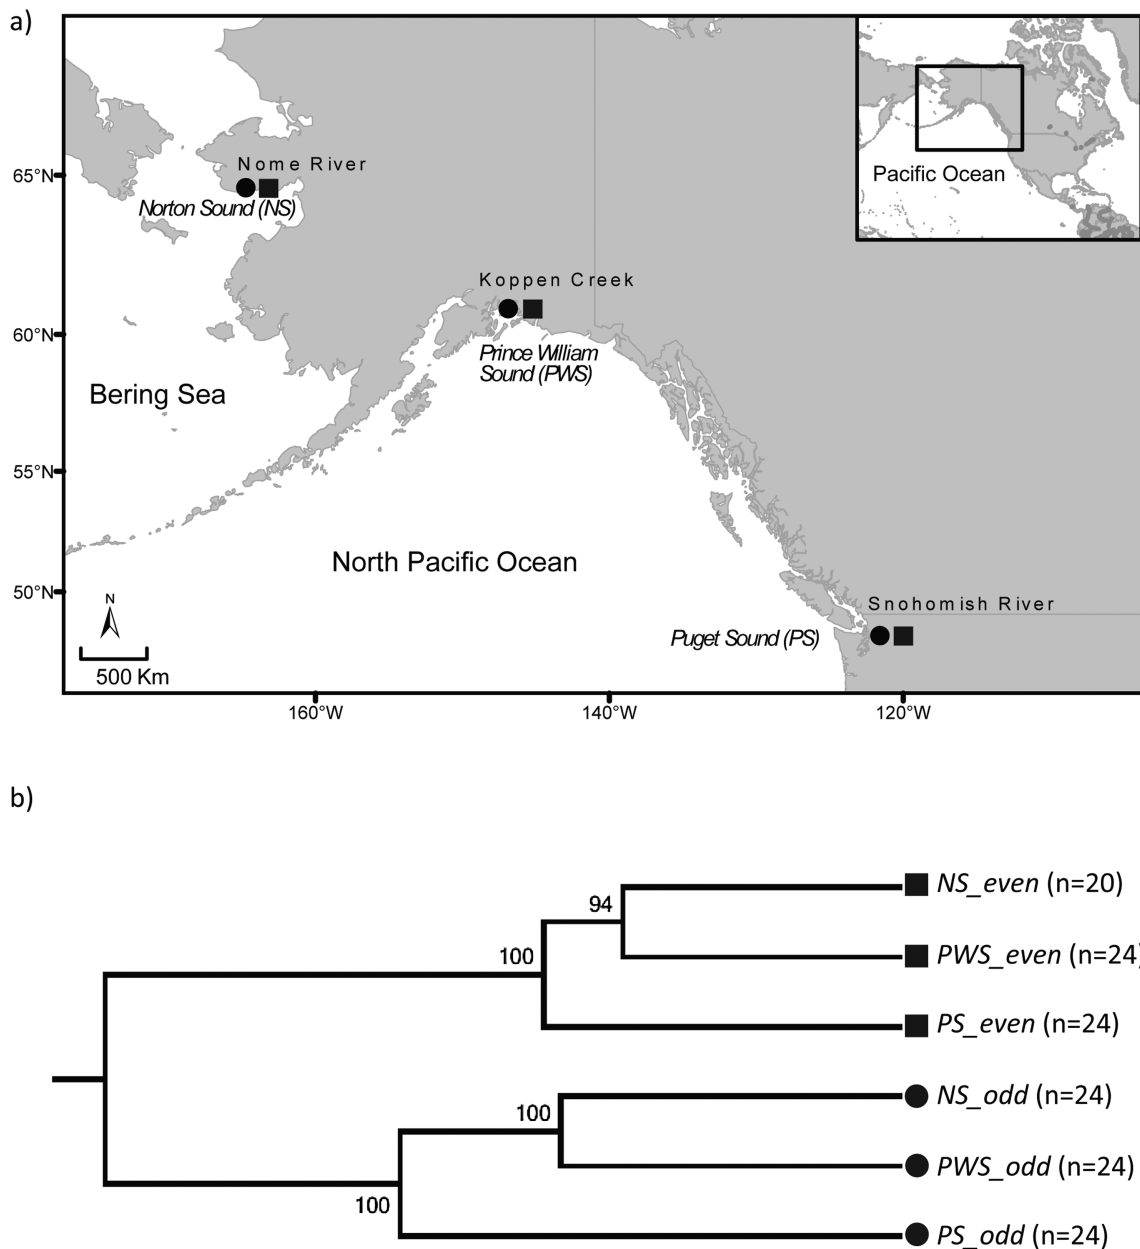 a)
65°N
60°N
55°N
50°N
Nome River
Norton Sound (NS)
Koppen Creek
Prince William
Sound (PWS)
Bering Sea
North Pacific Ocean
Pacific Ocean
Snohomish River
Puget Sound (PS)
N
500 Km
160°W
140°W
120°W
b)
94
100
100
100
NS_even (n=20)
PWS_even (n=24)
PS_even (n=24)
NS_odd (n=24)
PWS_odd (n=24)
PS_odd (n=24)